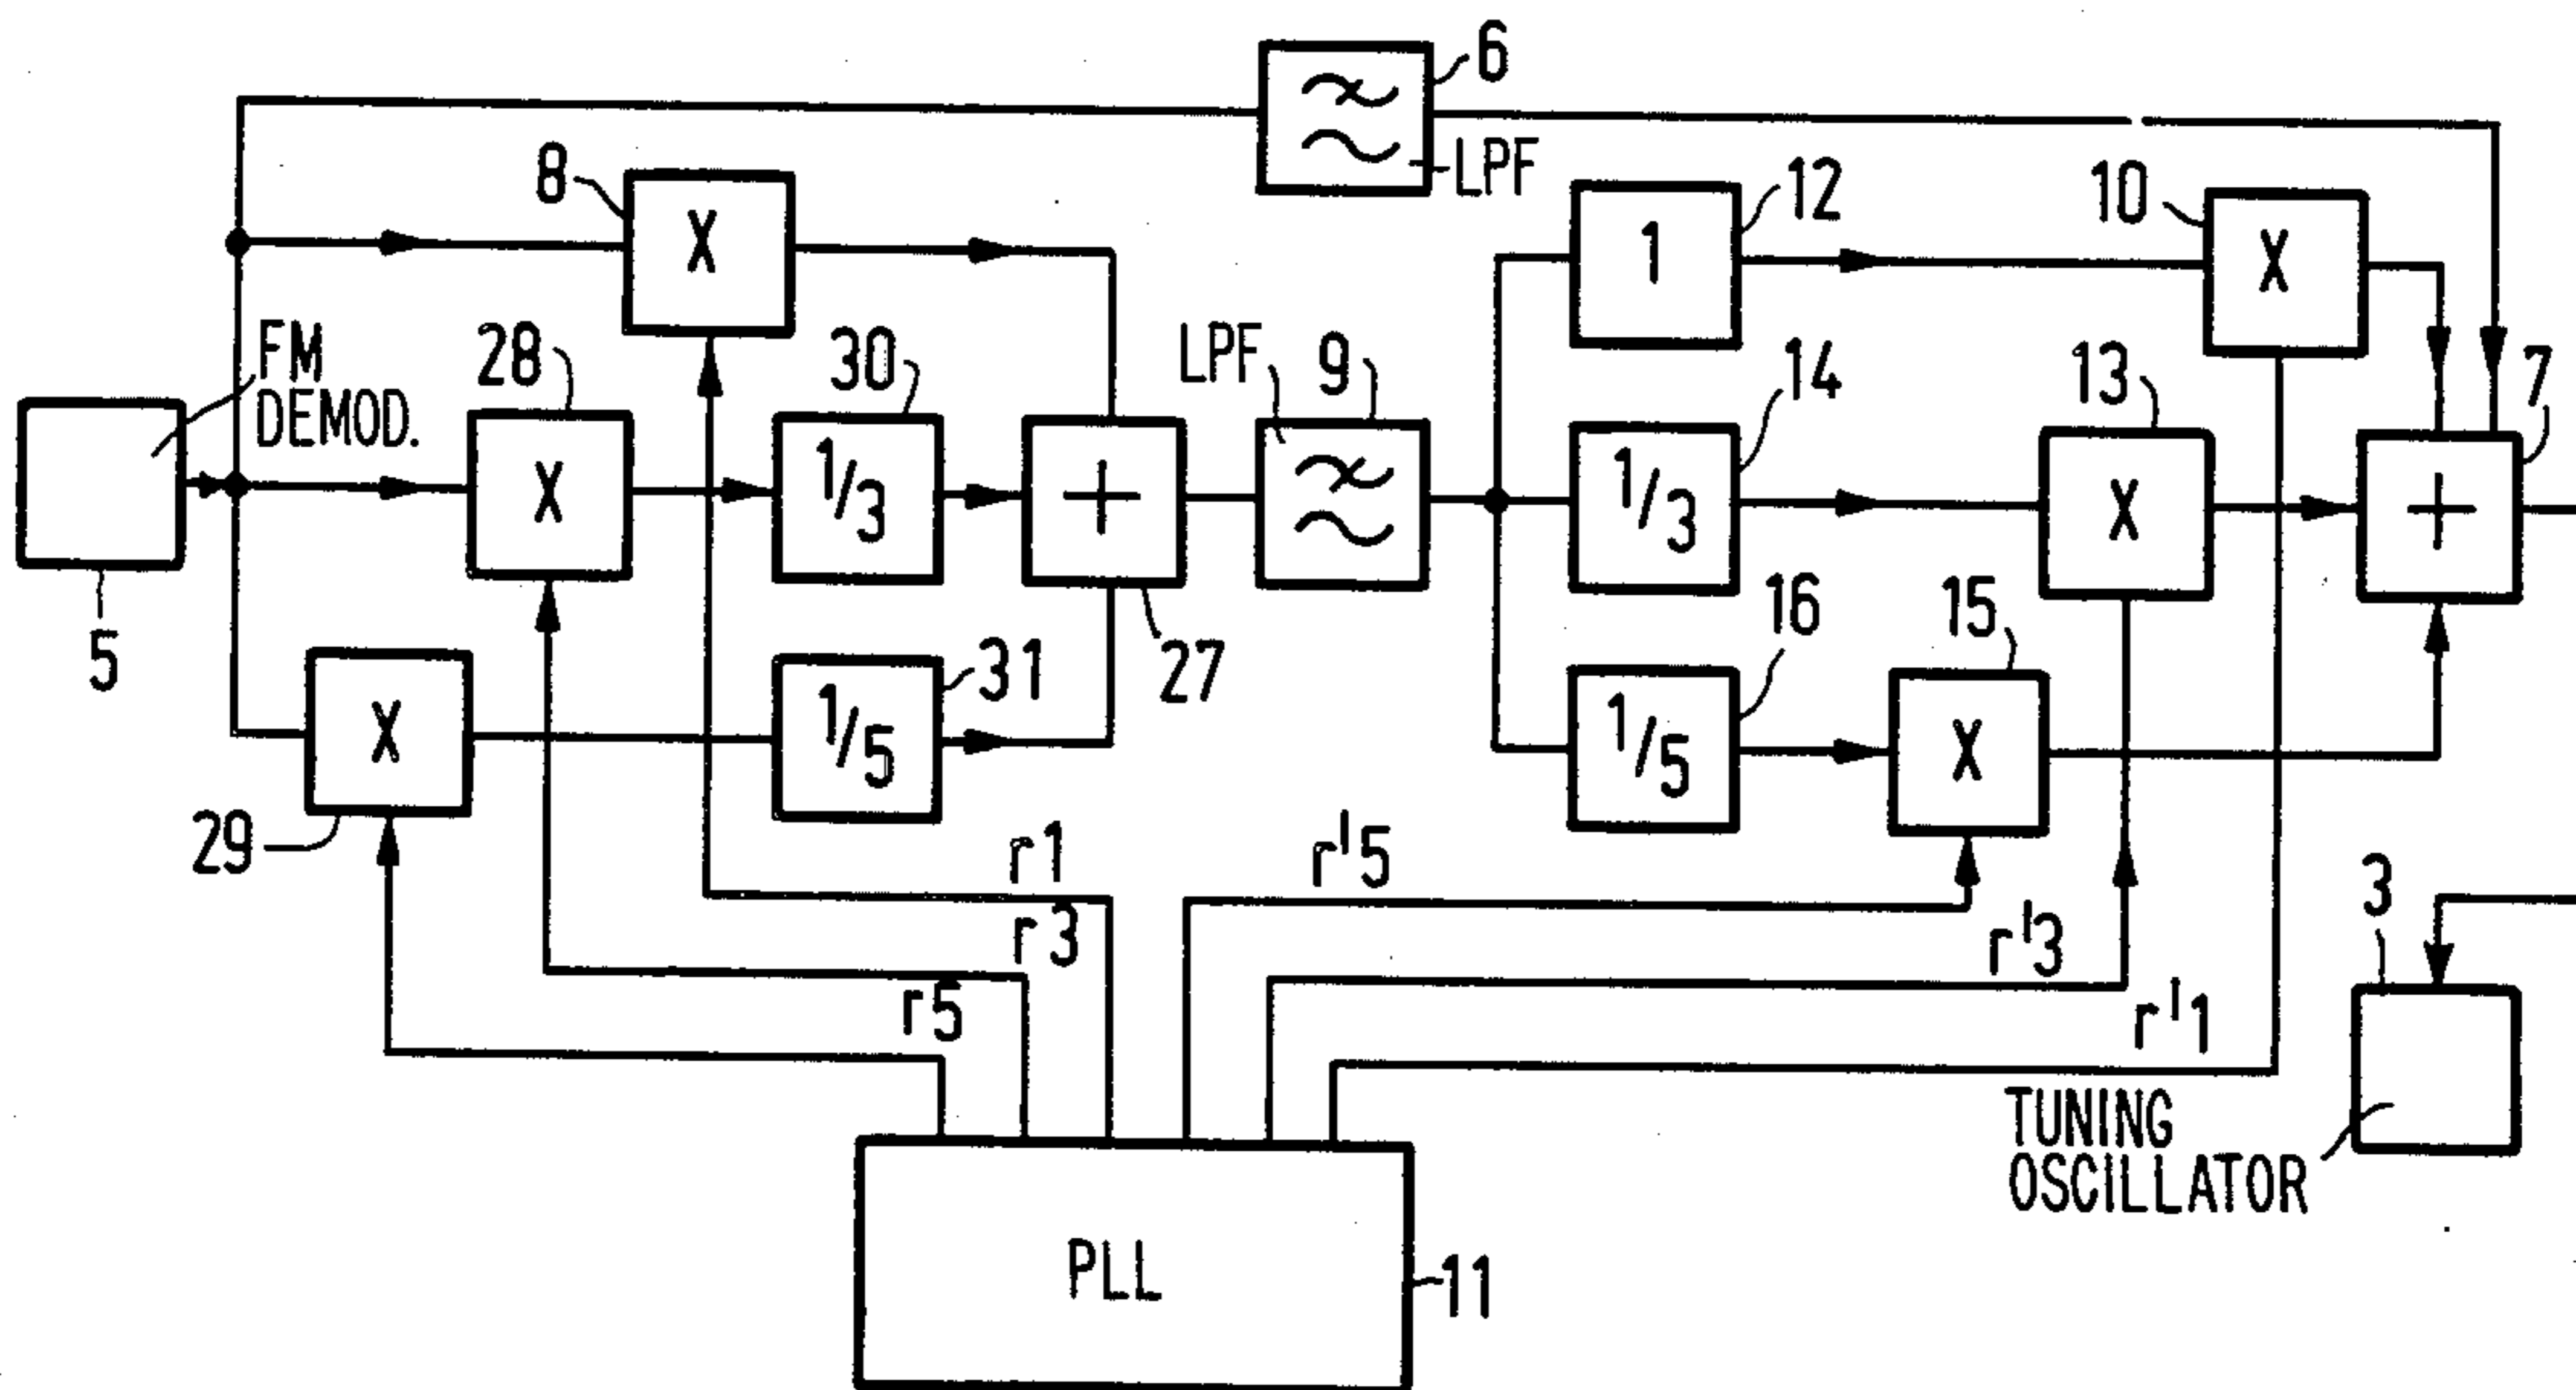 6
LPF
8
X
1
12
10
X
FM
DEMOD.
28
X
30
1/3
LPF
9
1/3
14
13
X
7
+
+
5
29
X
31
1/5
27
16
1/5
15
X
r1
r3
r5
r'5
r'3
r'1
3
TUNING
OSCILLATOR
PLL
11